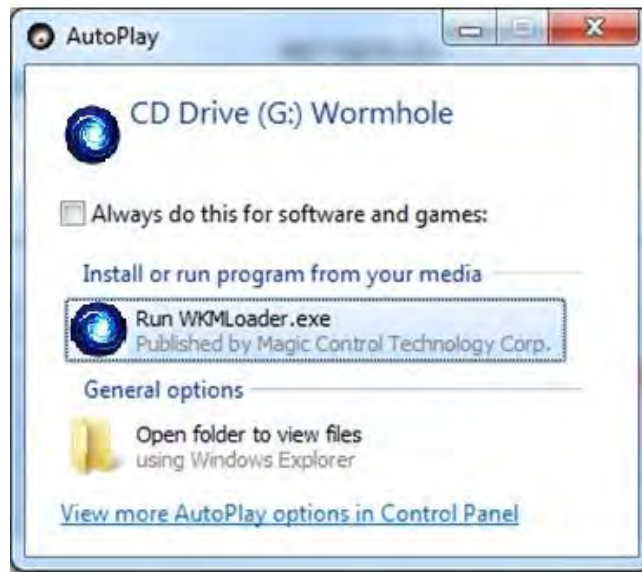 AutoPlay
CD Drive (G:) Wormhole
Always do this for software and games:
Install or run program from your media
Run WKMLoader.exe
Published by Magic Control Technology Corp.
General options
Open folder to view files
using Windows Explorer
View more AutoPlay options in Control Panel